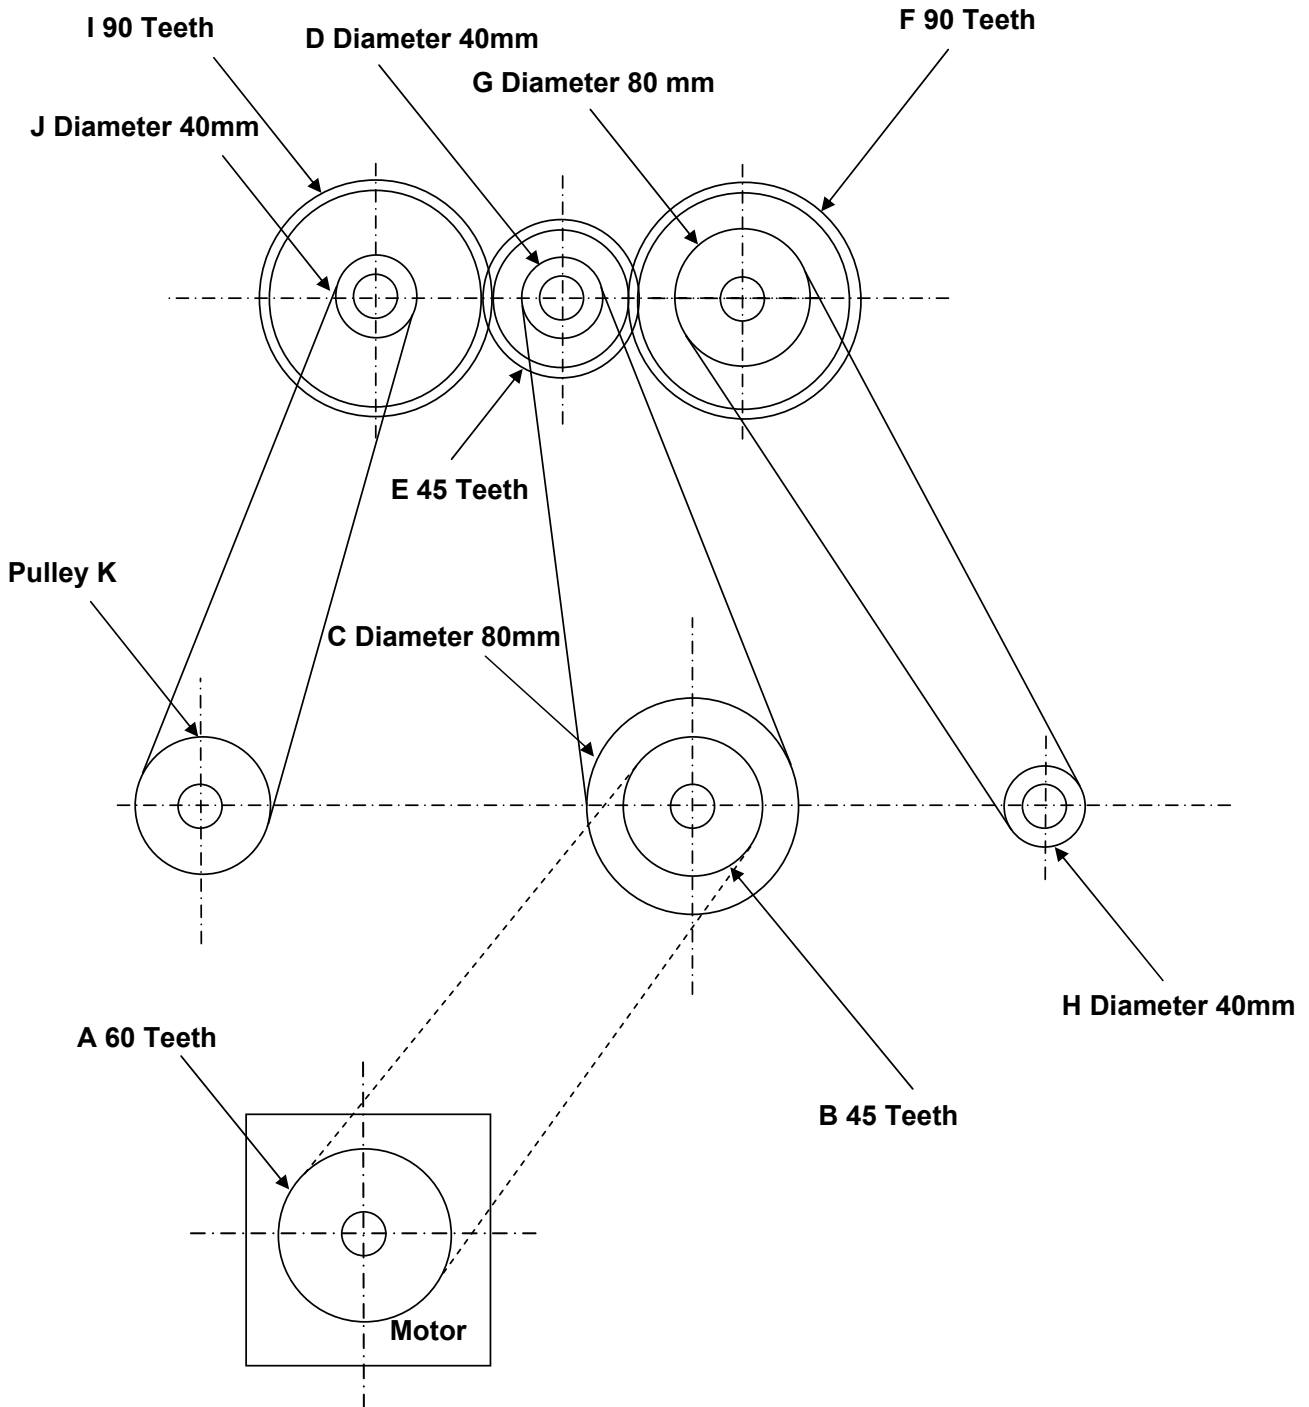 I 90 Teeth
D Diameter 40mm
F 90 Teeth
G Diameter 80 mm
J Diameter 40mm
E 45 Teeth
Pulley K
C Diameter 80mm
H Diameter 40mm
A 60 Teeth
B 45 Teeth
Motor